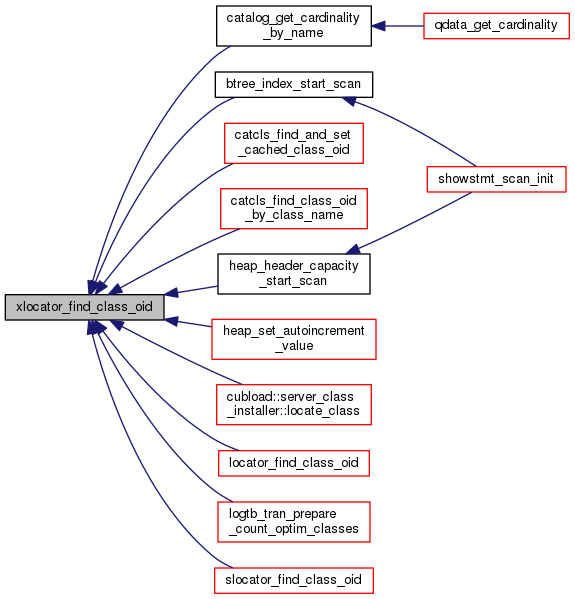 catalog_get_cardinality
_by_name
qdata_get_cardinality
btree_index_start_scan
catcls_find_and_set
_cached_class_oid
showstmt_scan_init
catcls_find_class_oid
_by_class_name
heap_header_capacity
_start_scan
xlocator_find_class_oid
heap_set_autoincrement
_value
cubload::server_class
_installer::locate_class
locator_find_class_oid
logtb_tran_prepare
_count_optim_classes
slocator_find_class_oid